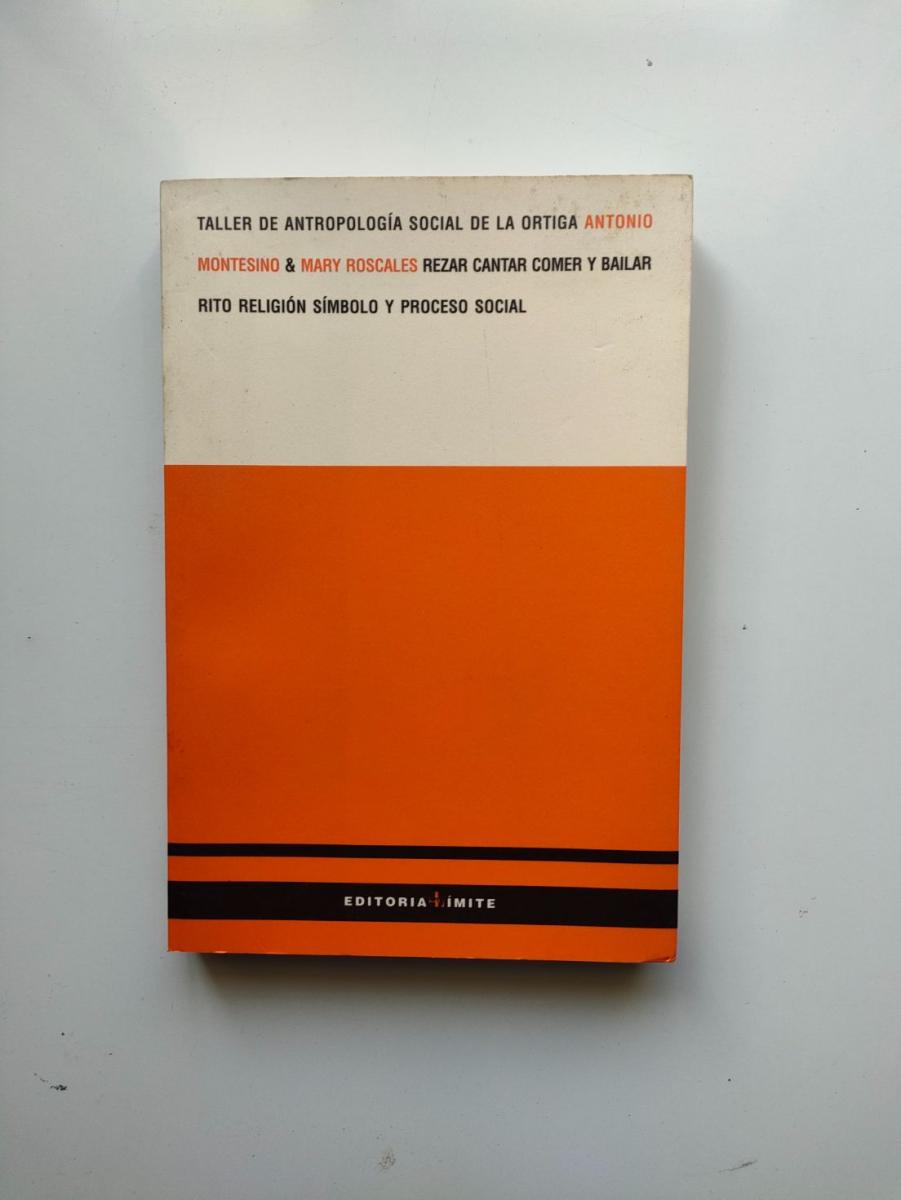 TALLER DE ANTROPOLOGÍA SOCIAL DE LA ORTIGA ANTONIO
MONTESINO & MARY ROSCALES REZAR CANTAR COMER Y BAILAR
RITO RELIGIÓN SÍMBOLO Y PROCESO SOCIAL
EDITORIA LÍMITE